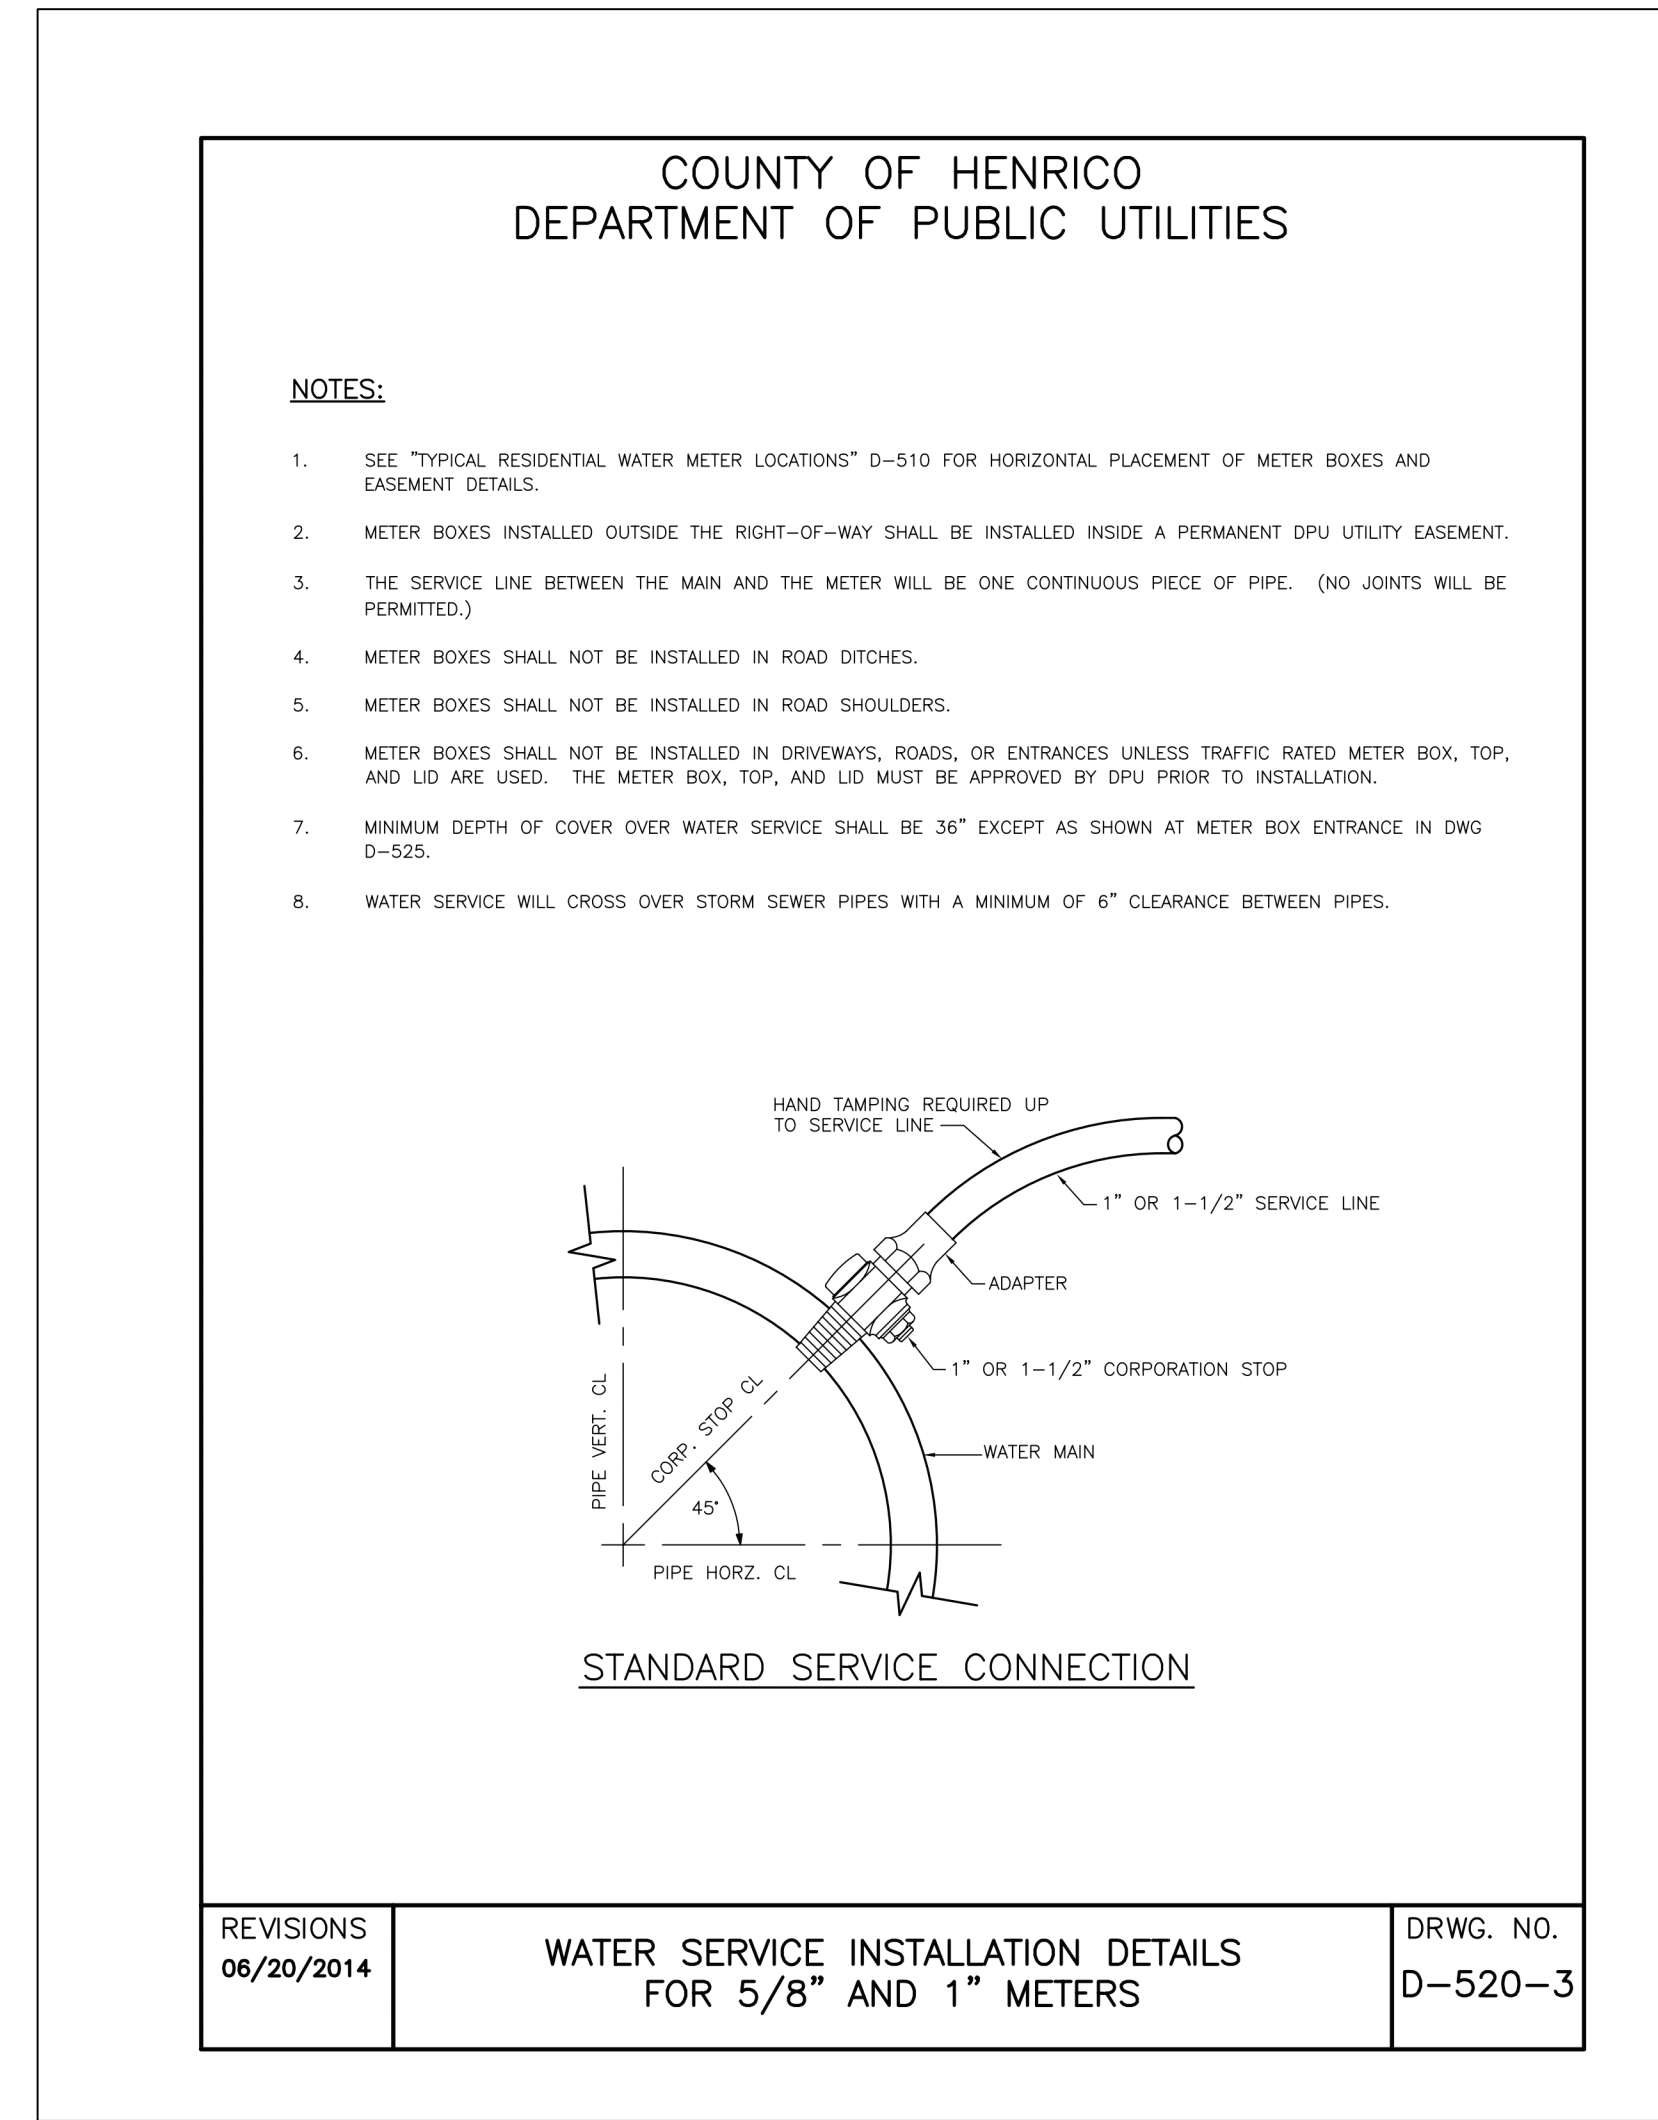 COUNTY OF HENRICO
DEPARTMENT OF PUBLIC UTILITIES
NOTES:
1. SEE "TYPICAL RESIDENTIAL WATER METER LOCATIONS" D-510 FOR HORIZONTAL PLACEMENT OF METER BOXES AND
EASEMENT DETAILS.
2. METER BOXES INSTALLED OUTSIDE THE RIGHT-OF-WAY SHALL BE INSTALLED INSIDE A PERMANENT DPU UTILITY EASEMENT.
3. THE SERVICE LINE BETWEEN THE MAIN AND THE METER WILL BE ONE CONTINUOUS PIECE OF PIPE. (NO JOINTS WILL BE
PERMITTED.)
4. METER BOXES SHALL NOT BE INSTALLED IN ROAD DITCHES.
5. METER BOXES SHALL NOT BE INSTALLED IN ROAD SHOULDERS.
6. METER BOXES SHALL NOT BE INSTALLED IN DRIVEWAYS, ROADS, OR ENTRANCES UNLESS TRAFFIC RATED METER BOX, TOP,
AND LID ARE USED. THE METER BOX, TOP, AND LID MUST BE APPROVED BY DPU PRIOR TO INSTALLATION.
7. MINIMUM DEPTH OF COVER OVER WATER SERVICE SHALL BE 36" EXCEPT AS SHOWN AT METER BOX ENTRANCE IN DWG
D-525.
8. WATER SERVICE WILL CROSS OVER STORM SEWER PIPES WITH A MINIMUM OF 6" CLEARANCE BETWEEN PIPES.
HAND TAMPING REQUIRED UP
TO SERVICE LINE
1" OR 1-1/2" SERVICE LINE
ADAPTER
1" OR 1-1/2" CORPORATION STOP
WATER MAIN
PIPE VERT. CL
CORP. STOP CL
45°
PIPE HORZ. CL
STANDARD SERVICE CONNECTION
REVISIONS
06/20/2014
WATER SERVICE INSTALLATION DETAILS
FOR 5/8" AND 1" METERS
DRWG. NO.
D-520-3